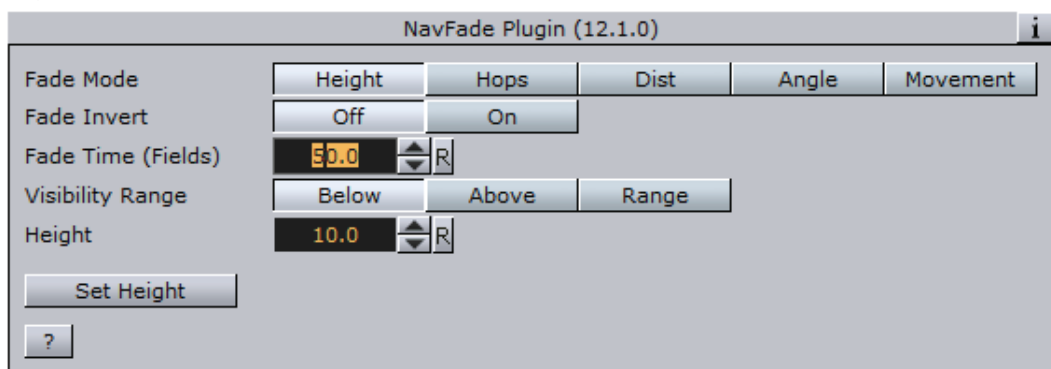 NavFade Plugin (12.1.0) i
Fade Mode Height Hops Dist Angle Movement
Fade Invert Off On
Fade Time (Fields) 50.0 R
Visibility Range Below Above Range
Height 10.0 R
Set Height
?